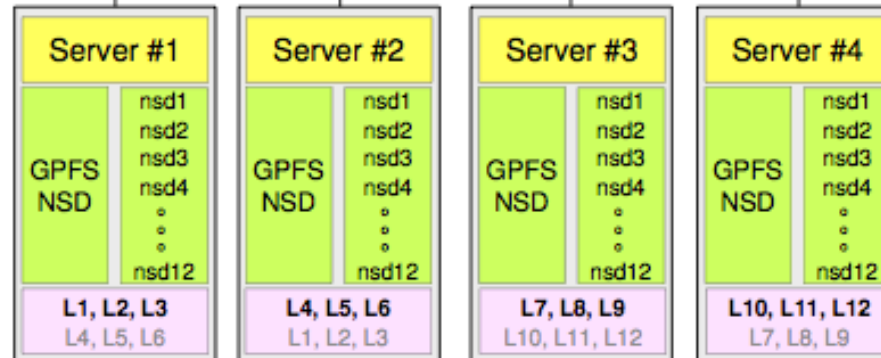 Server #1
GPFS
NSD
nsd1
nsd2
nsd3
nsd4
nsd12
L1, L2, L3
L4, L5, L6
Server #2
GPFS
NSD
nsd1
nsd2
nsd3
nsd4
nsd12
L4, L5, L6
L1, L2, L3
Server #3
GPFS
NSD
nsd1
nsd2
nsd3
nsd4
nsd12
L7, L8, L9
L10, L11, L12
Server #4
GPFS
NSD
nsd1
nsd2
nsd3
nsd4
nsd12
L10, L11, L12
L7, L8, L9